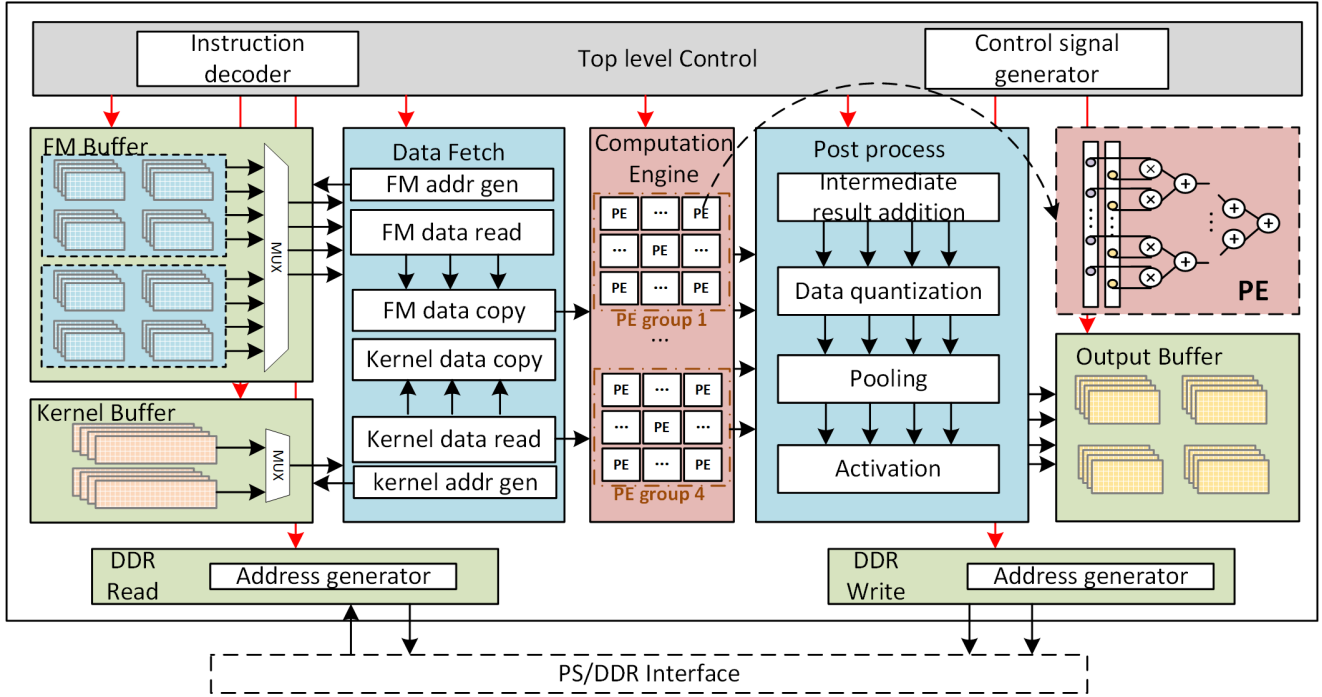 Instruction
decoder
Top level Control
Control signal
generator
FM Buffer
MUX
Kernel Buffer
MUX
Data Fetch
FM addr gen
FM data read
FM data copy
Kernel data copy
Kernel data read
kernel addr gen
Computation
Engine
PE ... PE
... PE ...
PE ... PE
PE group 1
...
PE ... PE
... PE ...
PE ... PE
PE group 4
Post process
Intermediate
result addition
Data quantization
Pooling
Activation
PE
Output Buffer
DDR
Read
Address generator
DDR
Write
Address generator
PS/DDR Interface